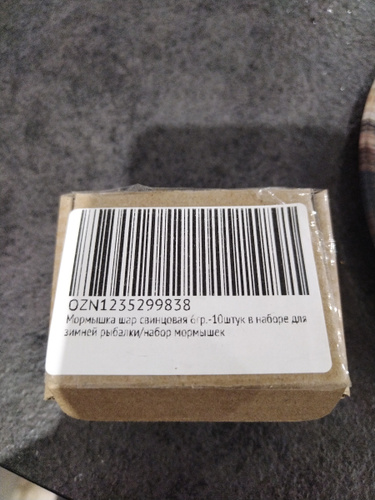 OZN1235299838
Мормышка шар свинцовая 6гр.-10штук в наборе для
зимней рыбалки/набор мормышек